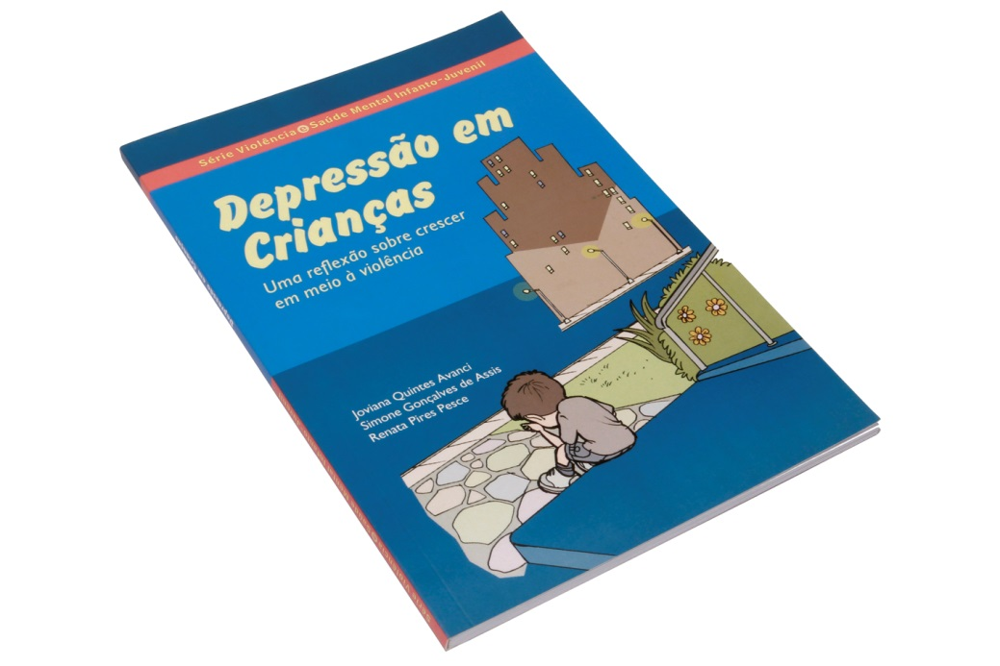 Série Violência e Saúde Mental Infanto-Juvenil
Depressão em
Crianças
Uma reflexão sobre crescer
em meio à violência
Joviana Quintes Avanci
Simone Gonçalves de Assis
Renata Pires Pesce